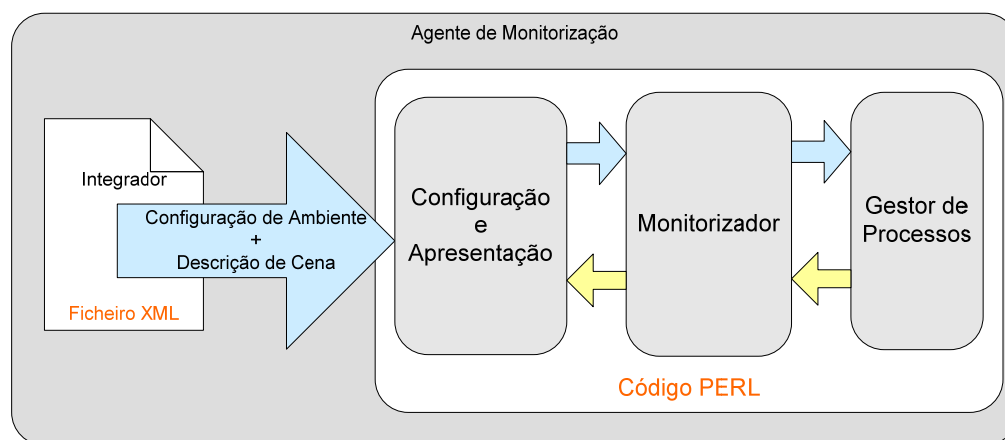 Agente de Monitorização
Integrador
Configuração de Ambiente
+
Descrição de Cena
Ficheiro XML
Configuração
e
Apresentação
Monitorizador
Gestor de
Processos
Código PERL